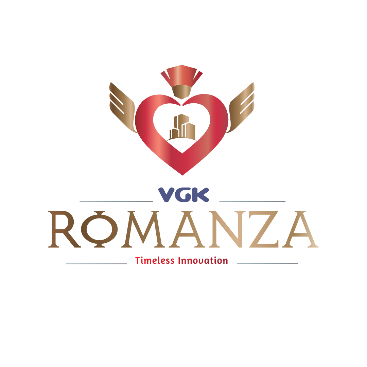 VGK
ROMANZA
Timeless Innovation